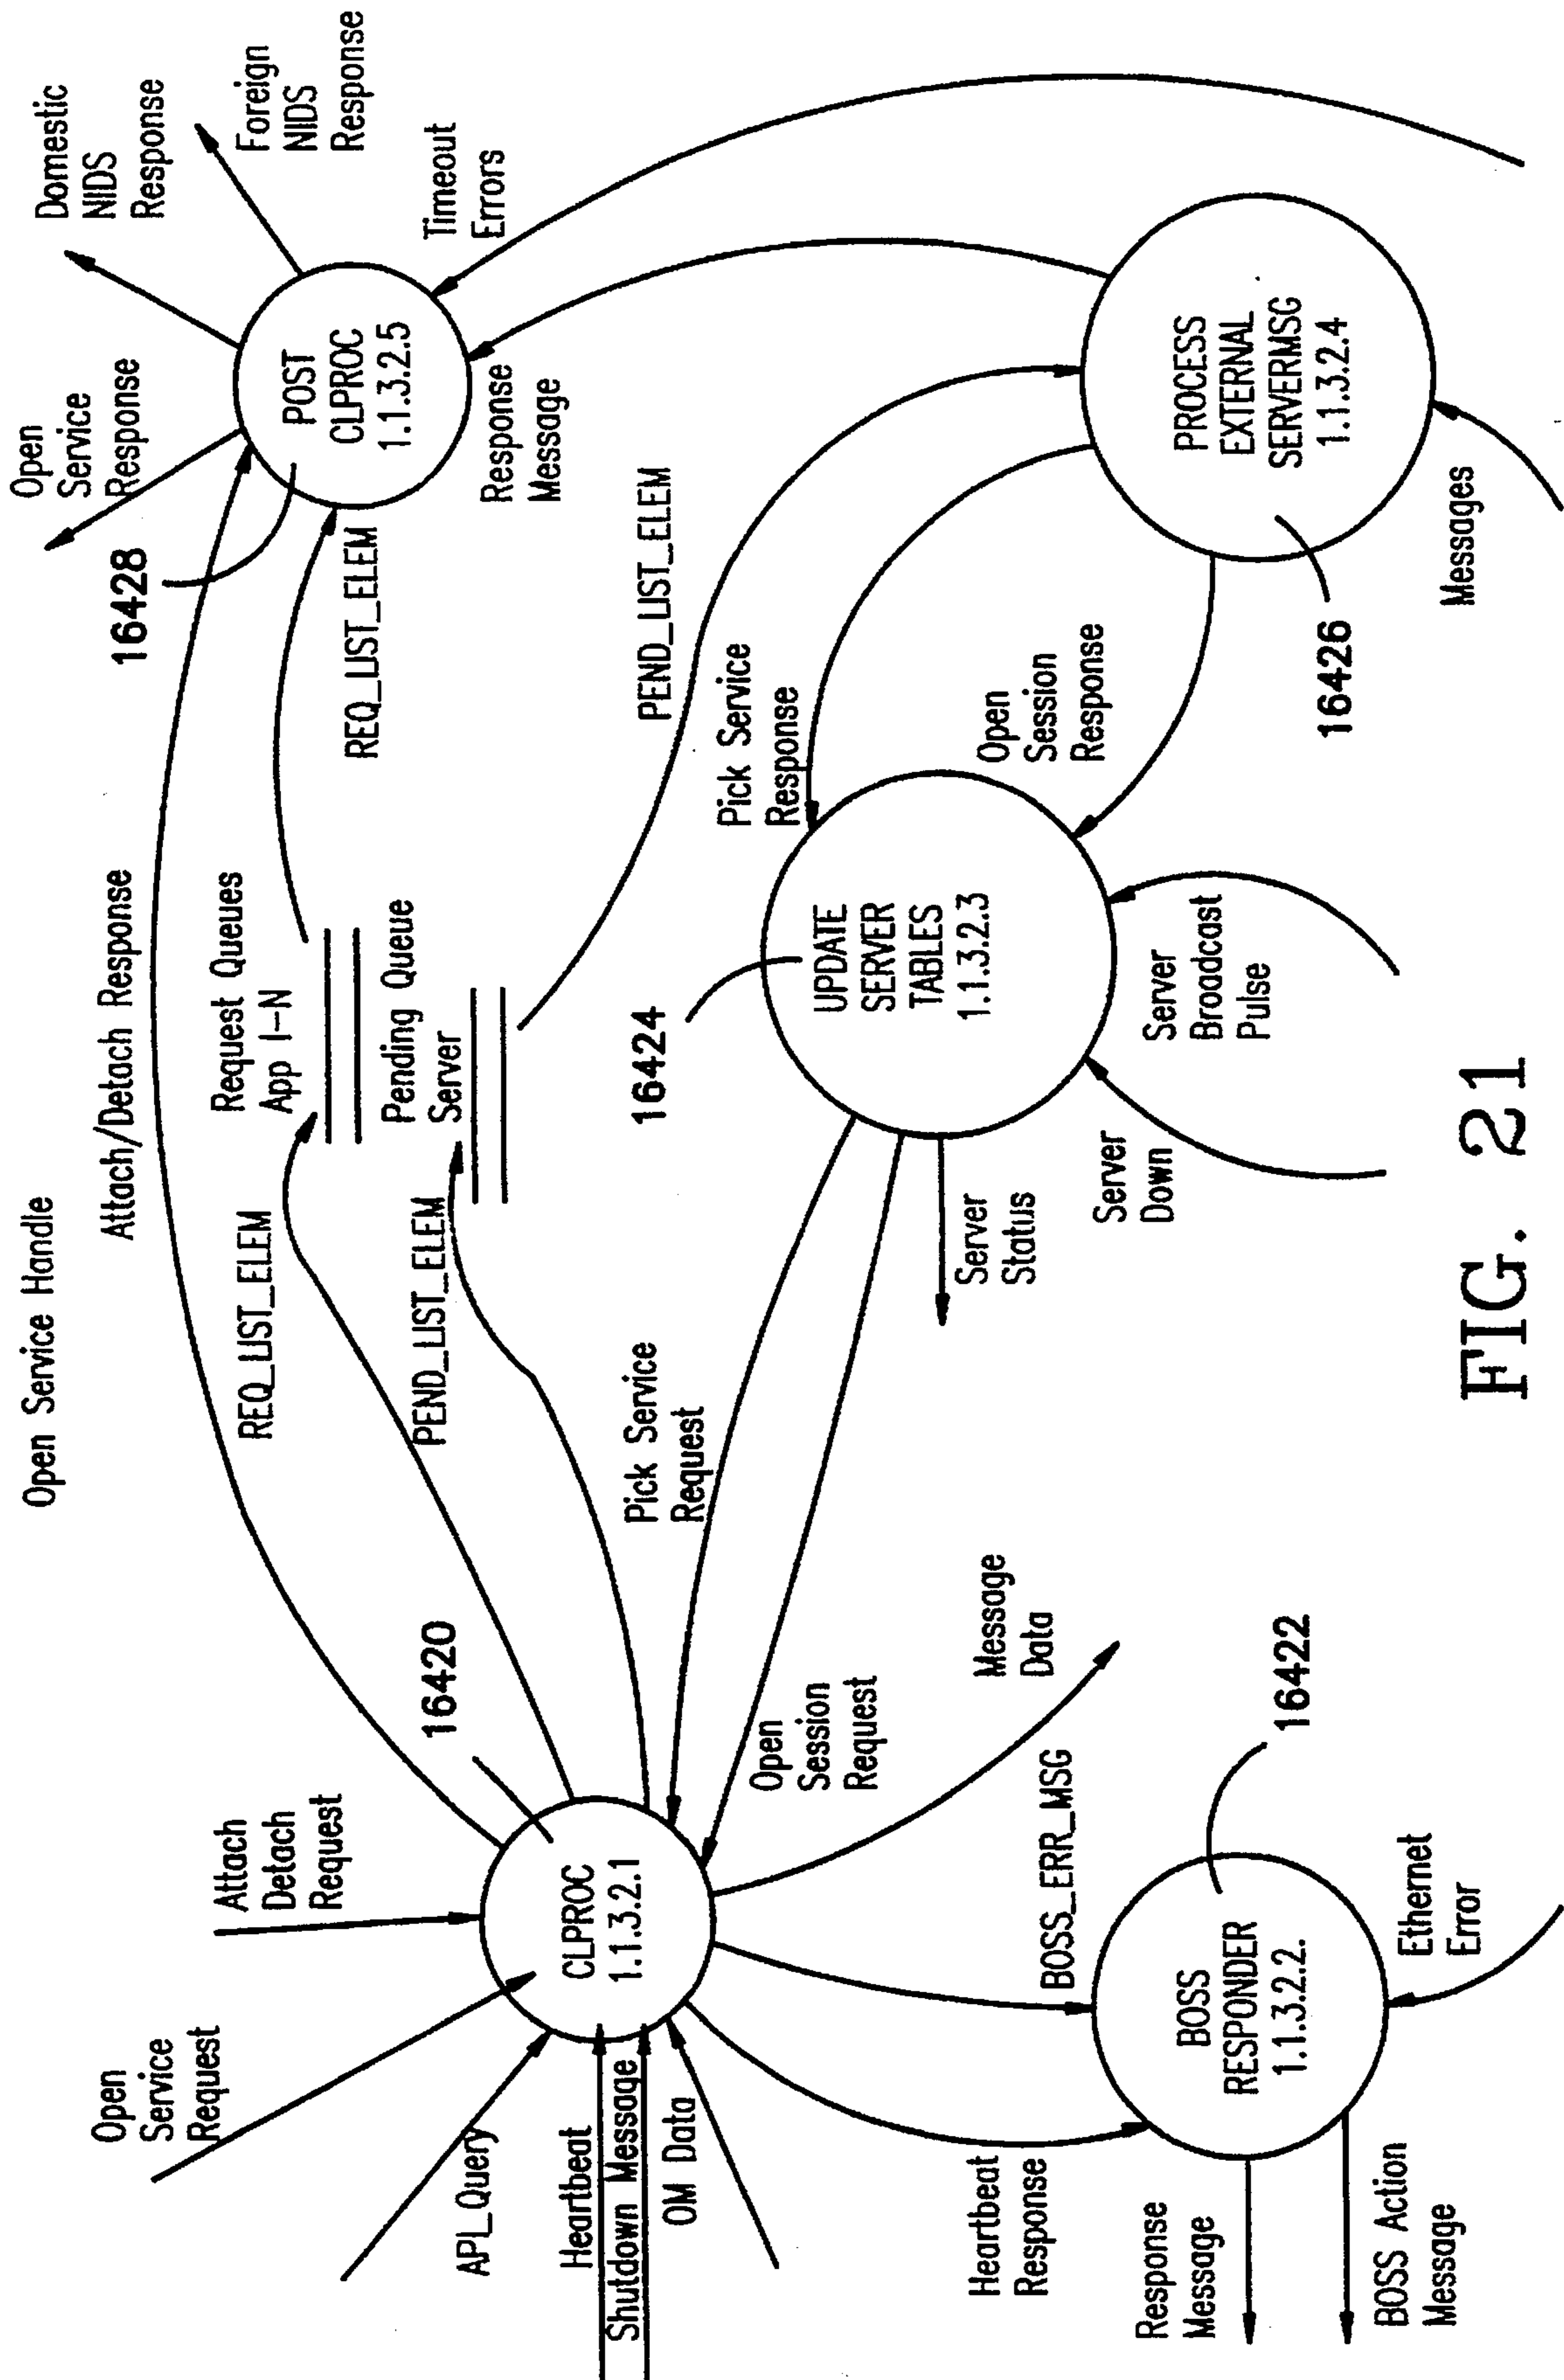 Open Service Handle
Attach/Detach Response
Open
Service
Request
Attach
Detach
Request
API_Query
Heartbeat
Shutdown Message
OM Data
16420
CLPROC
1.1.3.2.1
REQ_LIST_ELEM
PEND_LIST_ELEM
Request Queues
App I-N
Pending Queue
Server
REQ_LIST_ELEM
PEND_LIST_ELEM
16428
Open
Service
Response
Domestic
NIDS
Response
Foreign
NIDS
Response
POST
CLPROC
1.1.3.2.5
Timeout
Errors
Response
Message
Pick Service
Request
Open
Session
Request
Message
Data
16424
UPDATE
SERVER
TABLES
1.1.3.2.3
Pick Service
Response
Open
Session
Response
Server
Status
Server
Down
Server
Broadcast
Pulse
PROCESS
EXTERNAL
SERVERMSG
1.1.3.2.4
16426
Messages
Heartbeat
Response
BOSS_ERR_MSG
16422
BOSS
RESPONDER
1.1.3.2.2.
Response
Message
BOSS Action
Message
Ethernet
Error
FIG. 21